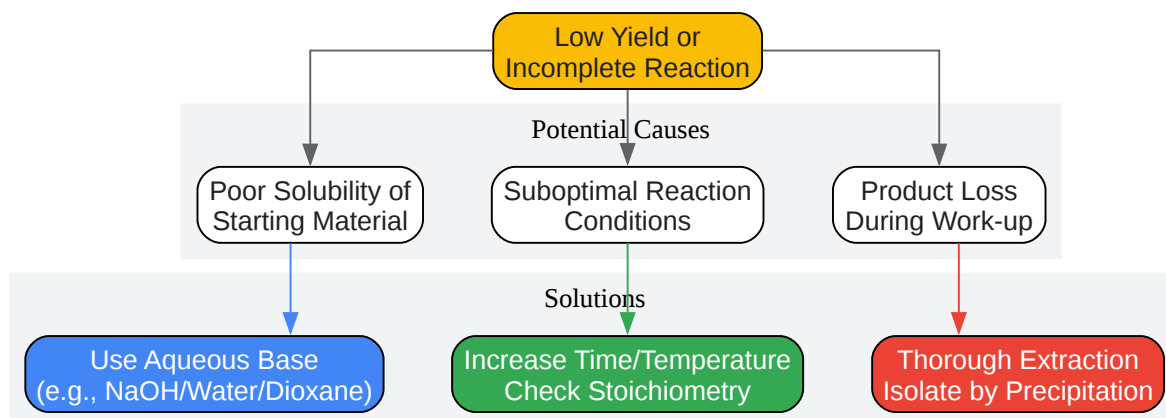 Low Yield or
Incomplete Reaction
Potential Causes
Poor Solubility of
Starting Material
Suboptimal Reaction
Conditions
Product Loss
During Work-up
Solutions
Use Aqueous Base
(e.g., NaOH/Water/Dioxane)
Increase Time/Temperature
Check Stoichiometry
Thorough Extraction
Isolate by Precipitation